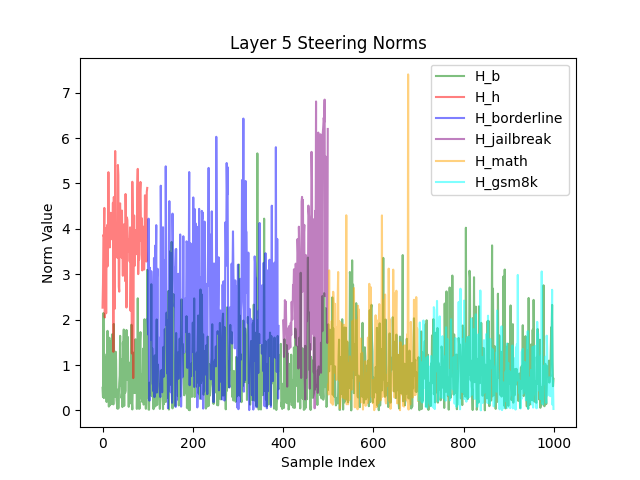 Layer 5 Steering Norms
Norm Value
7
6
5
4
3
2
1
0
0
200
400
600
800
1000
Sample Index
H_b
H_h
H_borderline
H_jailbreak
H_math
H_gsm8k